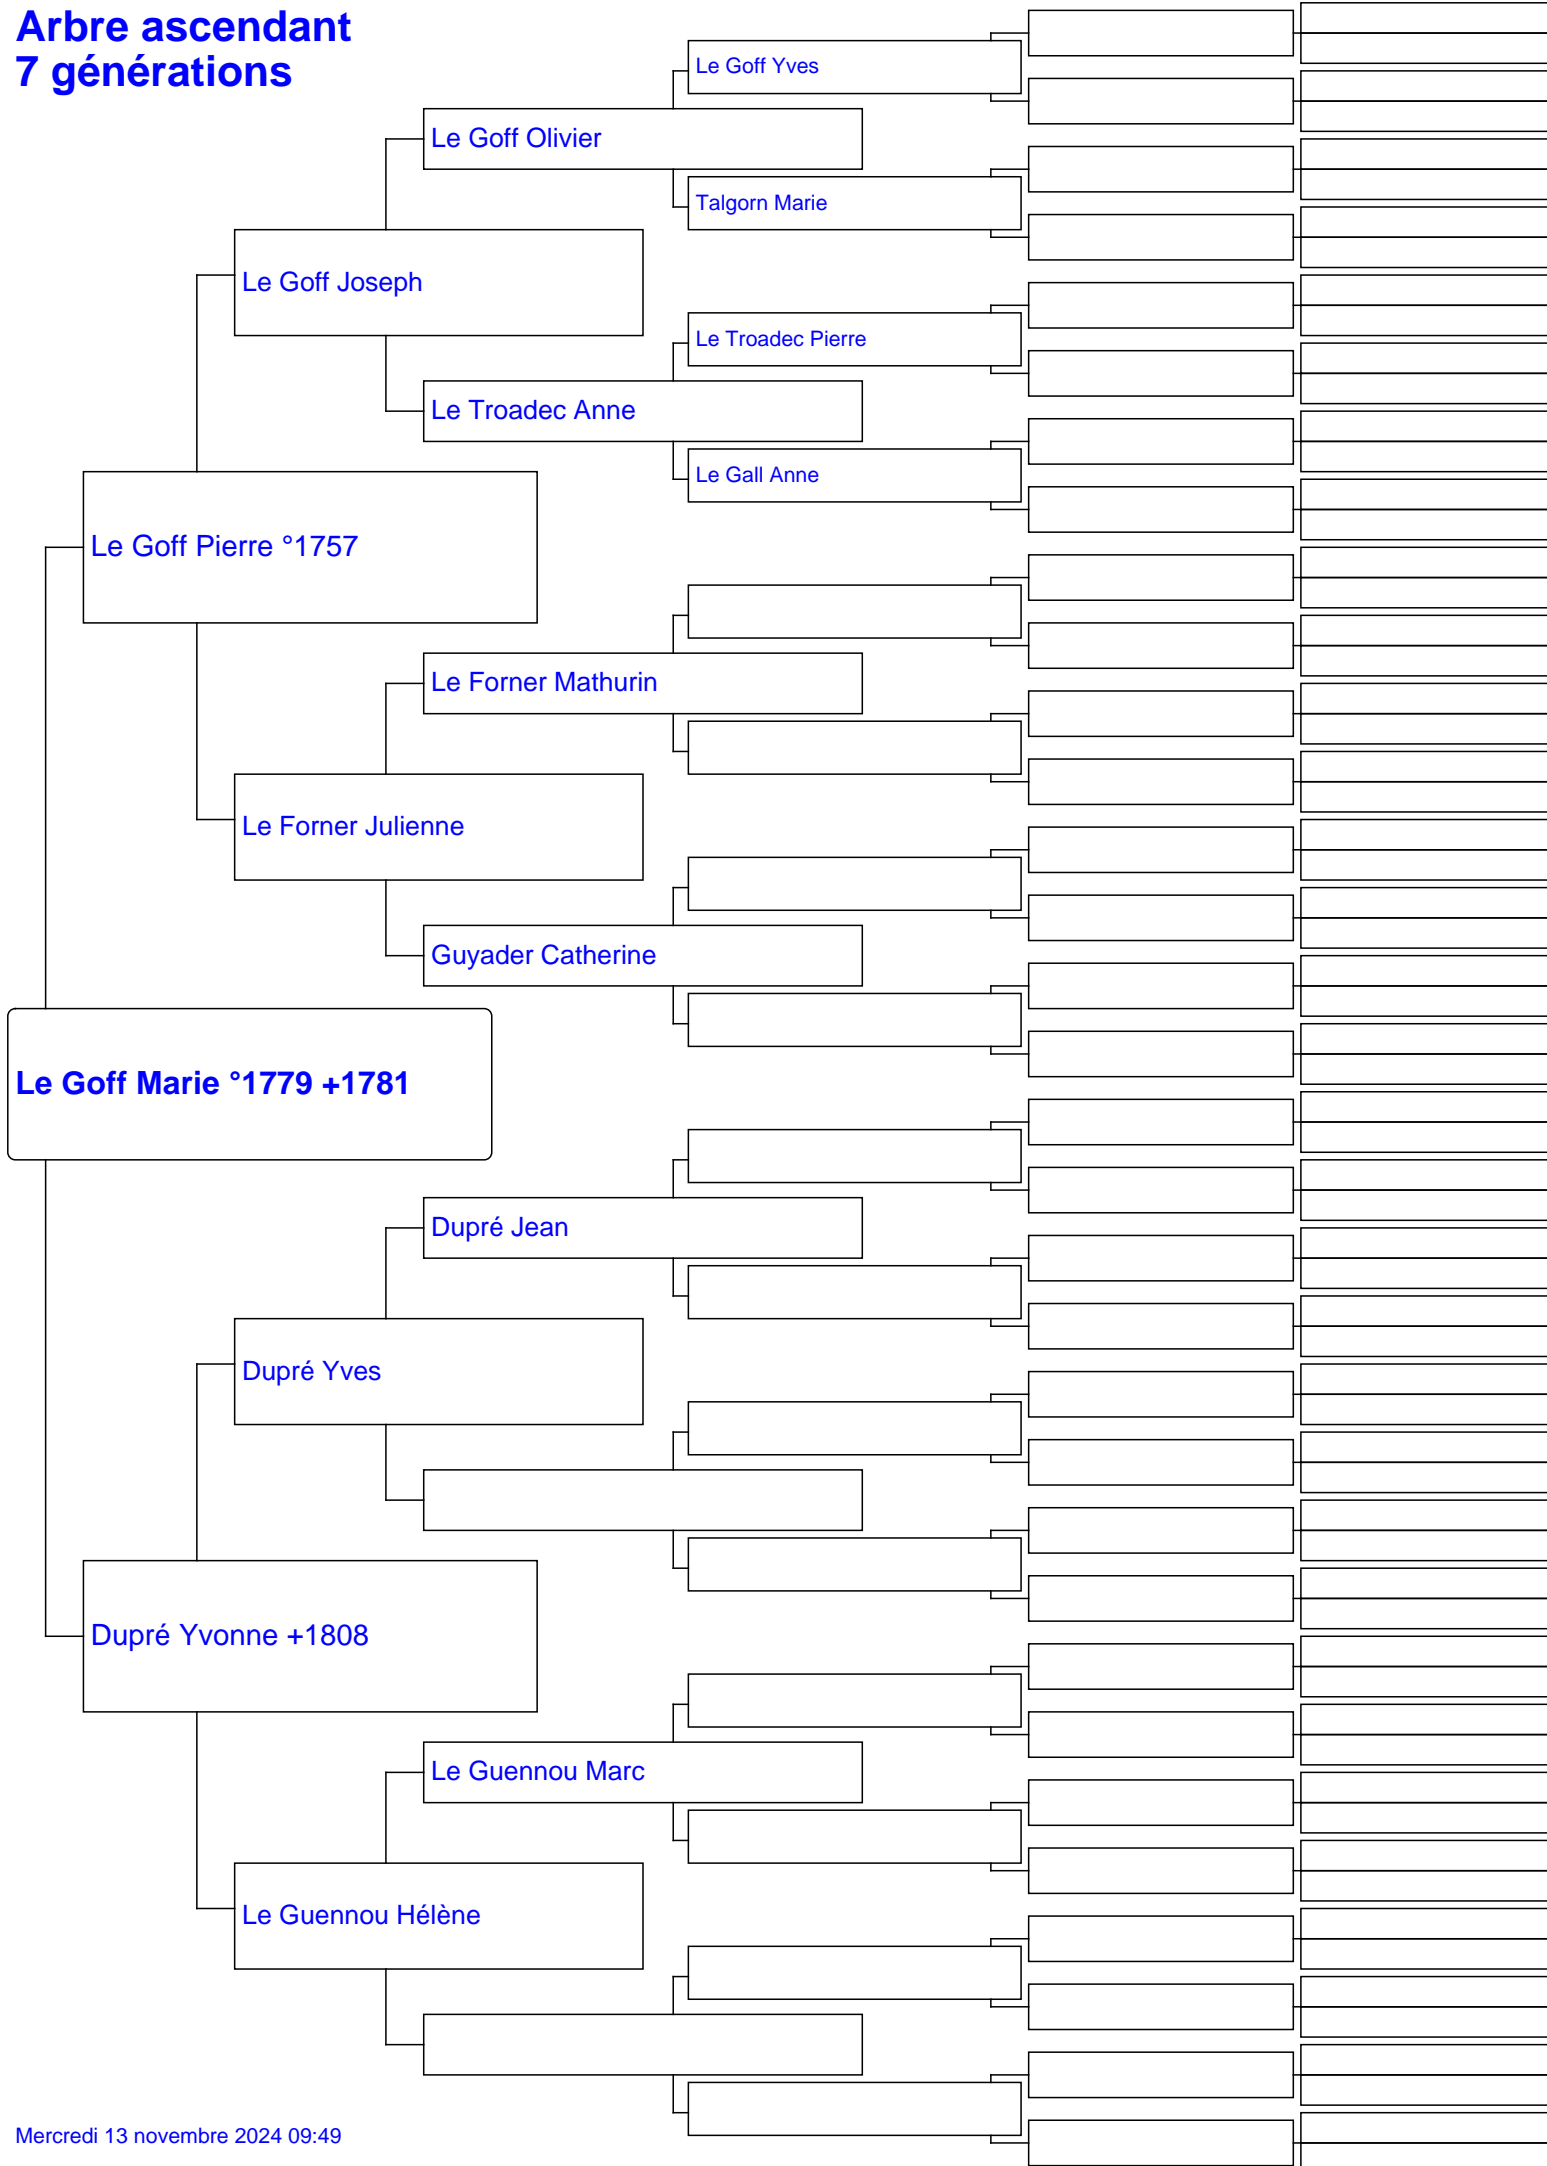 Arbre ascendant
7 générations
Le Goff Yves
Le Goff Olivier
Talgorn Marie
Le Goff Joseph
Le Troadec Pierre
Le Troadec Anne
Le Gall Anne
Le Goff Pierre °1757
Le Forner Mathurin
Le Forner Julienne
Guyader Catherine
Le Goff Marie °1779 +1781
Dupré Jean
Dupré Yves
Dupré Yvonne +1808
Le Guennou Marc
Le Guennou Hélène
Mercredi 13 novembre 2024 09:49